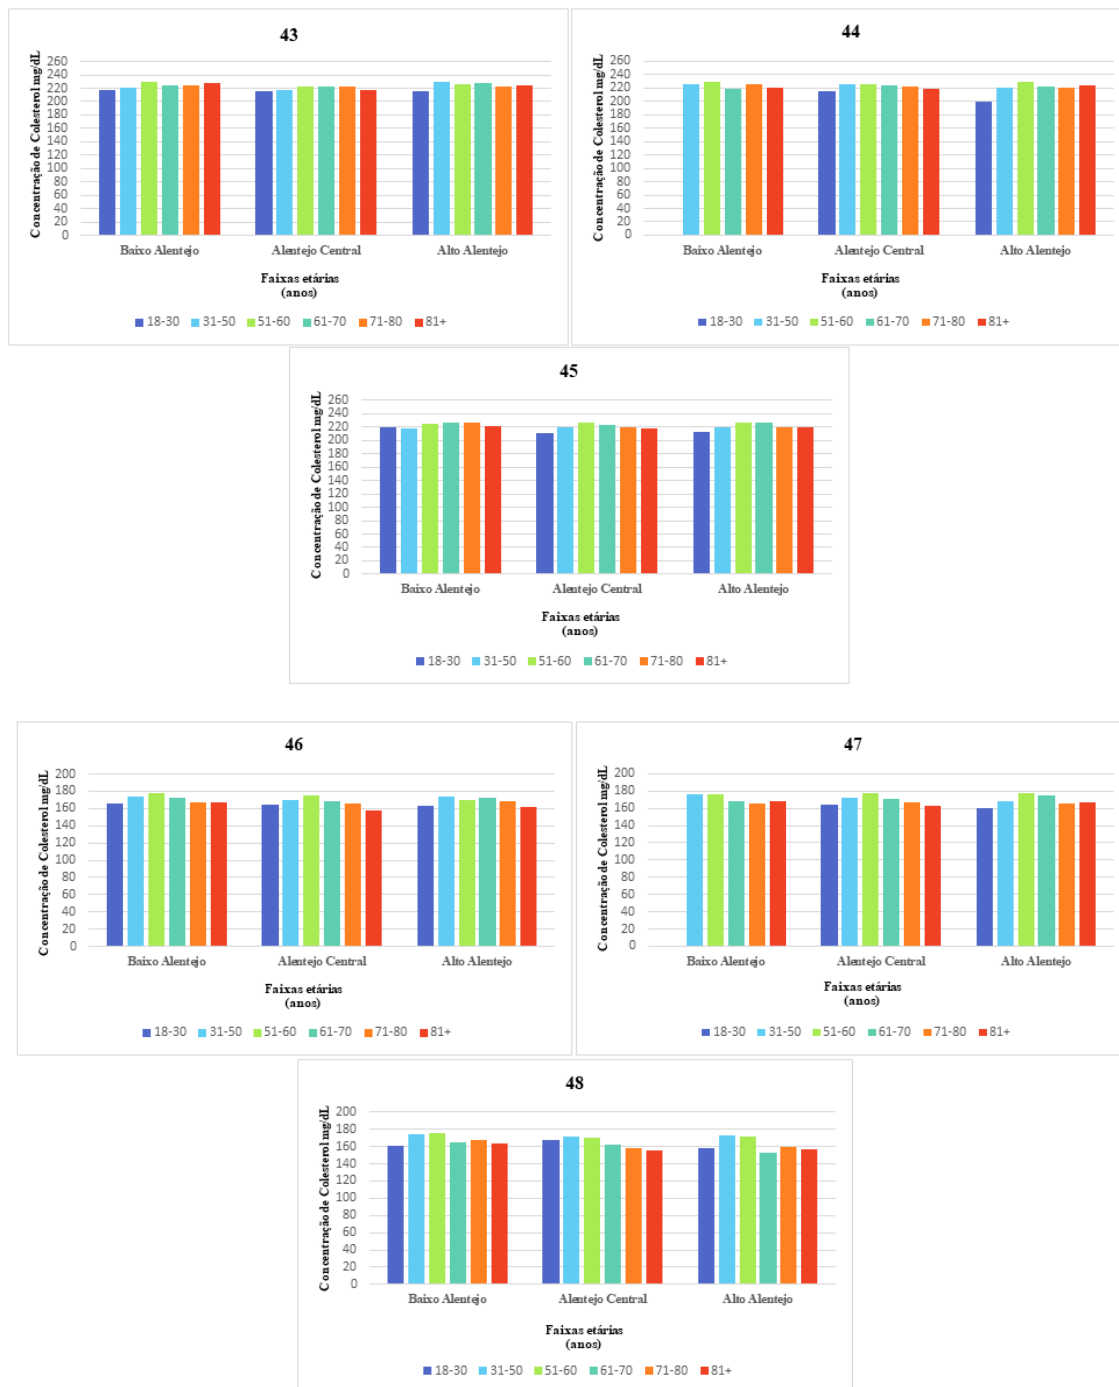 43
Concentração de Colesterol mg/dL
260
240
220
200
180
160
140
120
100
80
60
40
20
0
Baixo Alentejo Alentejo Central Alto Alentejo
Faixas etárias
(anos)
18-30 31-50 51-60 61-70 71-80 81+
44
Concentração de Colesterol mg/dL
260
240
220
200
180
160
140
120
100
80
60
40
20
0
Baixo Alentejo Alentejo Central Alto Alentejo
Faixas etárias
(anos)
18-30 31-50 51-60 61-70 71-80 81+
45
Concentração de Colesterol mg/dL
260
240
220
200
180
160
140
120
100
80
60
40
20
0
Baixo Alentejo Alentejo Central Alto Alentejo
Faixas etárias
(anos)
18-30 31-50 51-60 61-70 71-80 81+
46
Concentração de Colesterol mg/dL
200
180
160
140
120
100
80
60
40
20
0
Baixo Alentejo Alentejo Central Alto Alentejo
Faixas etárias
(anos)
18-30 31-50 51-60 61-70 71-80 81+
47
Concentração de Colesterol mg/dL
200
180
160
140
120
100
80
60
40
20
0
Baixo Alentejo Alentejo Central Alto Alentejo
Faixas etárias
(anos)
18-30 31-50 51-60 61-70 71-80 81+
48
Concentração de Colesterol mg/dL
200
180
160
140
120
100
80
60
40
20
0
Baixo Alentejo Alentejo Central Alto Alentejo
Faixas etárias
(anos)
18-30 31-50 51-60 61-70 71-80 81+